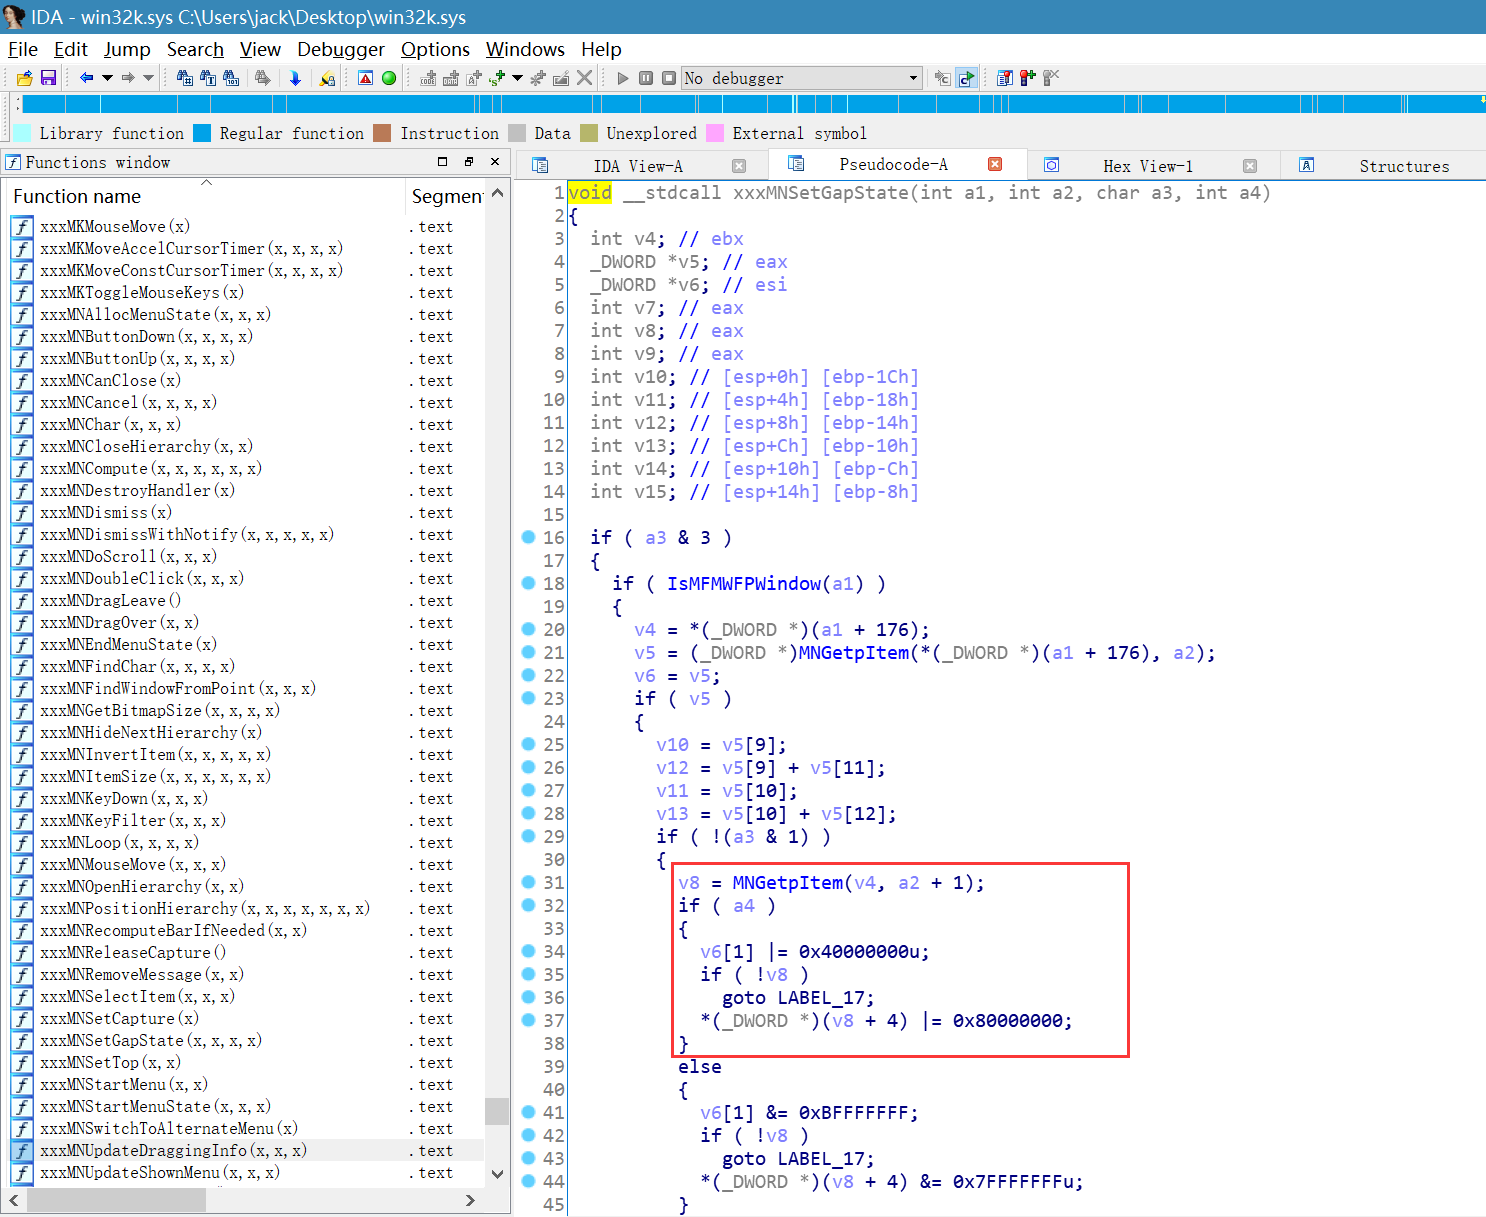 IDA - win32k.sys C:\Users\jack\Desktop\win32k.sys
File Edit Jump Search View Debugger Options Windows Help
No debugger
Library function Regular function Instruction Data Unexplored External symbol
Functions window
IDA View-A Pseudocode-A Hex View-1 Structures
Function name Segment
xxxMKMouseMove(x) .text
xxxMKMoveAccelCursorTimer(x,x,x,x) .text
xxxMKMoveConstCursorTimer(x,x,x,x) .text
xxxMKToggleMouseKeys(x) .text
xxxMNAllocMenuState(x,x,x) .text
xxxMNButtonDown(x,x,x,x) .text
xxxMNButtonUp(x,x,x,x) .text
xxxMNCanClose(x) .text
xxxMNCancel(x,x,x,x) .text
xxxMNChar(x,x,x) .text
xxxMNCloseHierarchy(x,x) .text
xxxMNCompute(x,x,x,x,x,x) .text
xxxMNDestroyHandler(x) .text
xxxMNDismiss(x) .text
xxxMNDismissWithNotify(x,x,x,x,x) .text
xxxMNDoScroll(x,x,x) .text
xxxMNDoubleClick(x,x,x) .text
xxxMNDragLeave() .text
xxxMNDragOver(x,x) .text
xxxMNEndMenuState(x) .text
xxxMNFindChar(x,x,x,x) .text
xxxMNFindWindowFromPoint(x,x,x) .text
xxxMNGetBitmapSize(x,x,x,x) .text
xxxMNHideNextHierarchy(x) .text
xxxMNInvertItem(x,x,x,x,x) .text
xxxMNItemSize(x,x,x,x,x,x) .text
xxxMNKeyDown(x,x,x) .text
xxxMNKeyFilter(x,x,x) .text
xxxMNLoop(x,x,x,x) .text
xxxMNMouseMove(x,x,x) .text
xxxMNOpenHierarchy(x,x) .text
xxxMNPositionHierarchy(x,x,x,x,x,x,x) .text
xxxMNRecomputeBarIfNeeded(x,x) .text
xxxMNReleaseCapture() .text
xxxMNRemoveMessage(x,x) .text
xxxMNSelectItem(x,x,x) .text
xxxMNSetCapture(x) .text
xxxMNSetGapState(x,x,x,x) .text
xxxMNSetTop(x,x) .text
xxxMNStartMenu(x,x) .text
xxxMNStartMenuState(x,x,x) .text
xxxMNSwitchToAlternateMenu(x) .text
xxxMNUpdateDraggingInfo(x,x,x) .text
xxxMNUpdateShownMenu(x,x,x) .text
1 void __stdcall xxxMNSetGapState(int a1, int a2, char a3, int a4)
2 {
3 int v4; // ebx
4 _DWORD *v5; // eax
5 _DWORD *v6; // esi
6 int v7; // eax
7 int v8; // eax
8 int v9; // eax
9 int v10; // [esp+0h] [ebp-1Ch]
10 int v11; // [esp+4h] [ebp-18h]
11 int v12; // [esp+8h] [ebp-14h]
12 int v13; // [esp+Ch] [ebp-10h]
13 int v14; // [esp+10h] [ebp-Ch]
14 int v15; // [esp+14h] [ebp-8h]
15
16 if ( a3 & 3 )
17 {
18 if ( IsMFMWFPWindow(a1) )
19 {
20 v4 = *(_DWORD *)(a1 + 176);
21 v5 = (_DWORD *)MNGetpItem(*(_DWORD *)(a1 + 176), a2);
22 v6 = v5;
23 if ( v5 )
24 {
25 v10 = v5[9];
26 v12 = v5[9] + v5[11];
27 v11 = v5[10];
28 v13 = v5[10] + v5[12];
29 if ( !(a3 & 1) )
30 {
31 v8 = MNGetpItem(v4, a2 + 1);
32 if ( a4 )
33 {
34 v6[1] |= 0x40000000u;
35 if ( !v8 )
36 goto LABEL_17;
37 *(_DWORD *)(v8 + 4) |= 0x80000000;
38 }
39 else
40 {
41 v6[1] &= 0xBFFFFFFF;
42 if ( !v8 )
43 goto LABEL_17;
44 *(_DWORD *)(v8 + 4) &= 0x7FFFFFFFu;
45 }